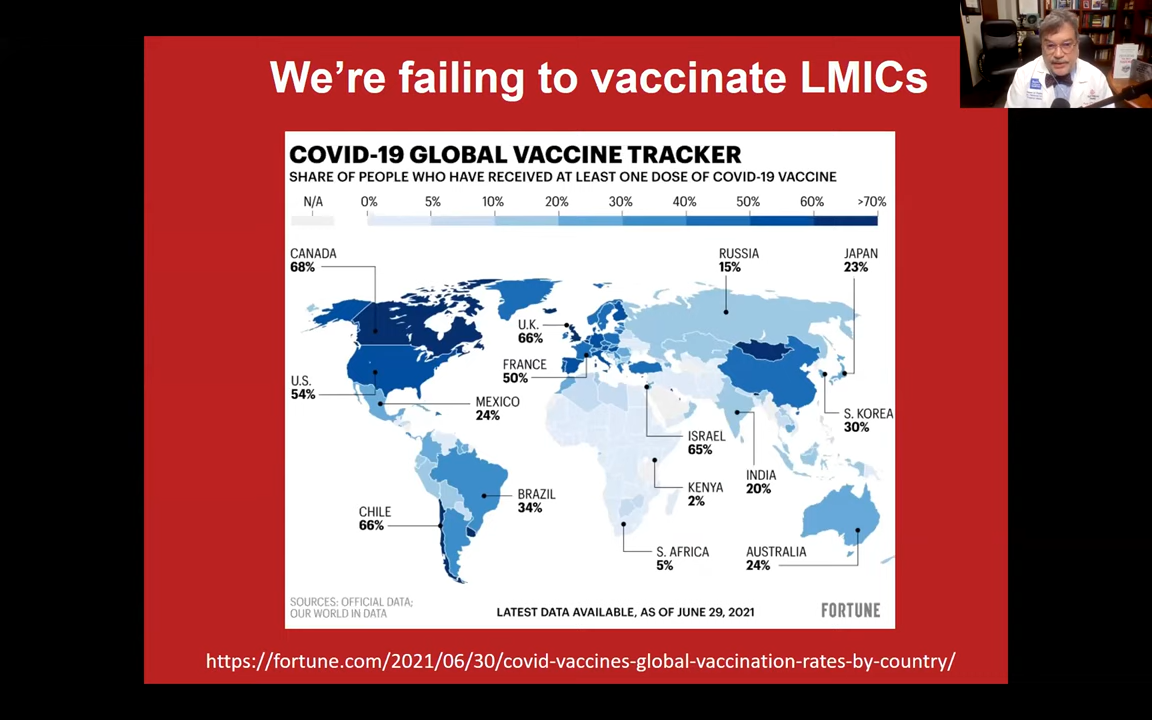 We're failing to vaccinate LMICs
COVID-19 GLOBAL VACCINE TRACKER
SHARE OF PEOPLE WHO HAVE RECEIVED AT LEAST ONE DOSE OF COVID-19 VACCINE
N/A 0% 5% 10% 20% 30% 40% 50% 60% >70%
CANADA
68%
RUSSIA
15%
JAPAN
23%
U.K.
66%
FRANCE
50%
U.S.
54%
MEXICO
24%
S. KOREA
30%
ISRAEL
65%
INDIA
20%
KENYA
2%
BRAZIL
34%
CHILE
66%
S. AFRICA
5%
AUSTRALIA
24%
SOURCES: OFFICIAL DATA;
OUR WORLD IN DATA
LATEST DATA AVAILABLE, AS OF JUNE 29, 2021
FORTUNE
https://fortune.com/2021/06/30/covid-vaccines-global-vaccination-rates-by-country/